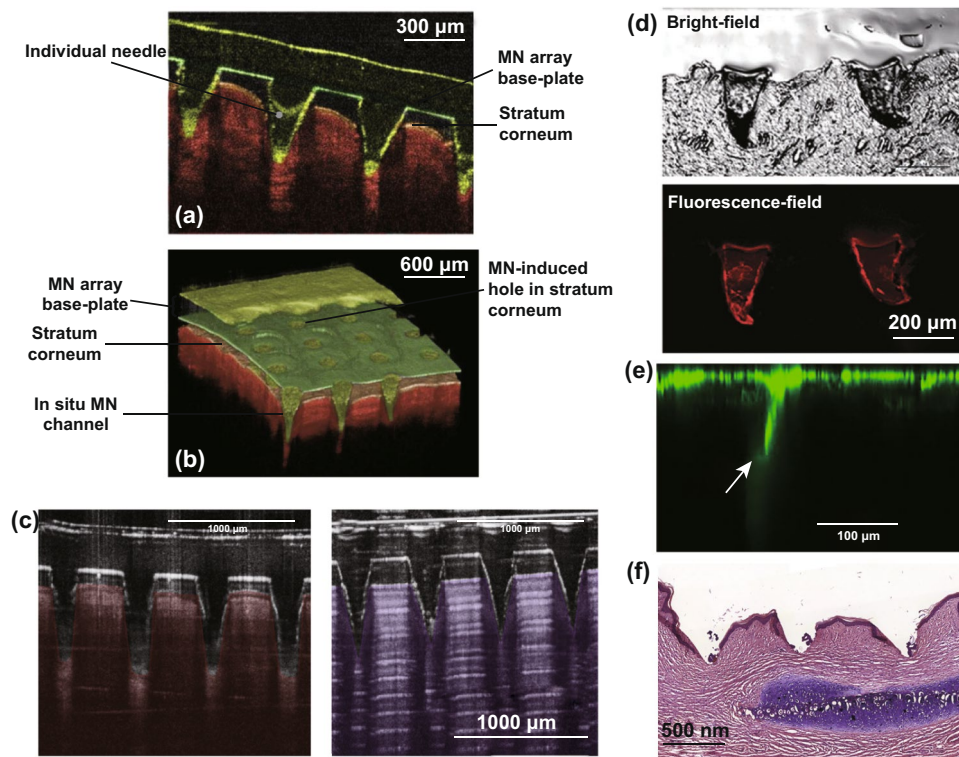 300 µm
Individual needle
MN array
base-plate
Stratum
corneum
(a)
600 µm
MN-induced
hole in stratum
corneum
MN array
base-plate
Stratum
corneum
In situ MN
channel
(b)
(c)
1000 µm
1000 µm
1000 µm
(d)
Bright-field
Fluorescence-field
200 µm
(e)
100 µm
(f)
500 nm